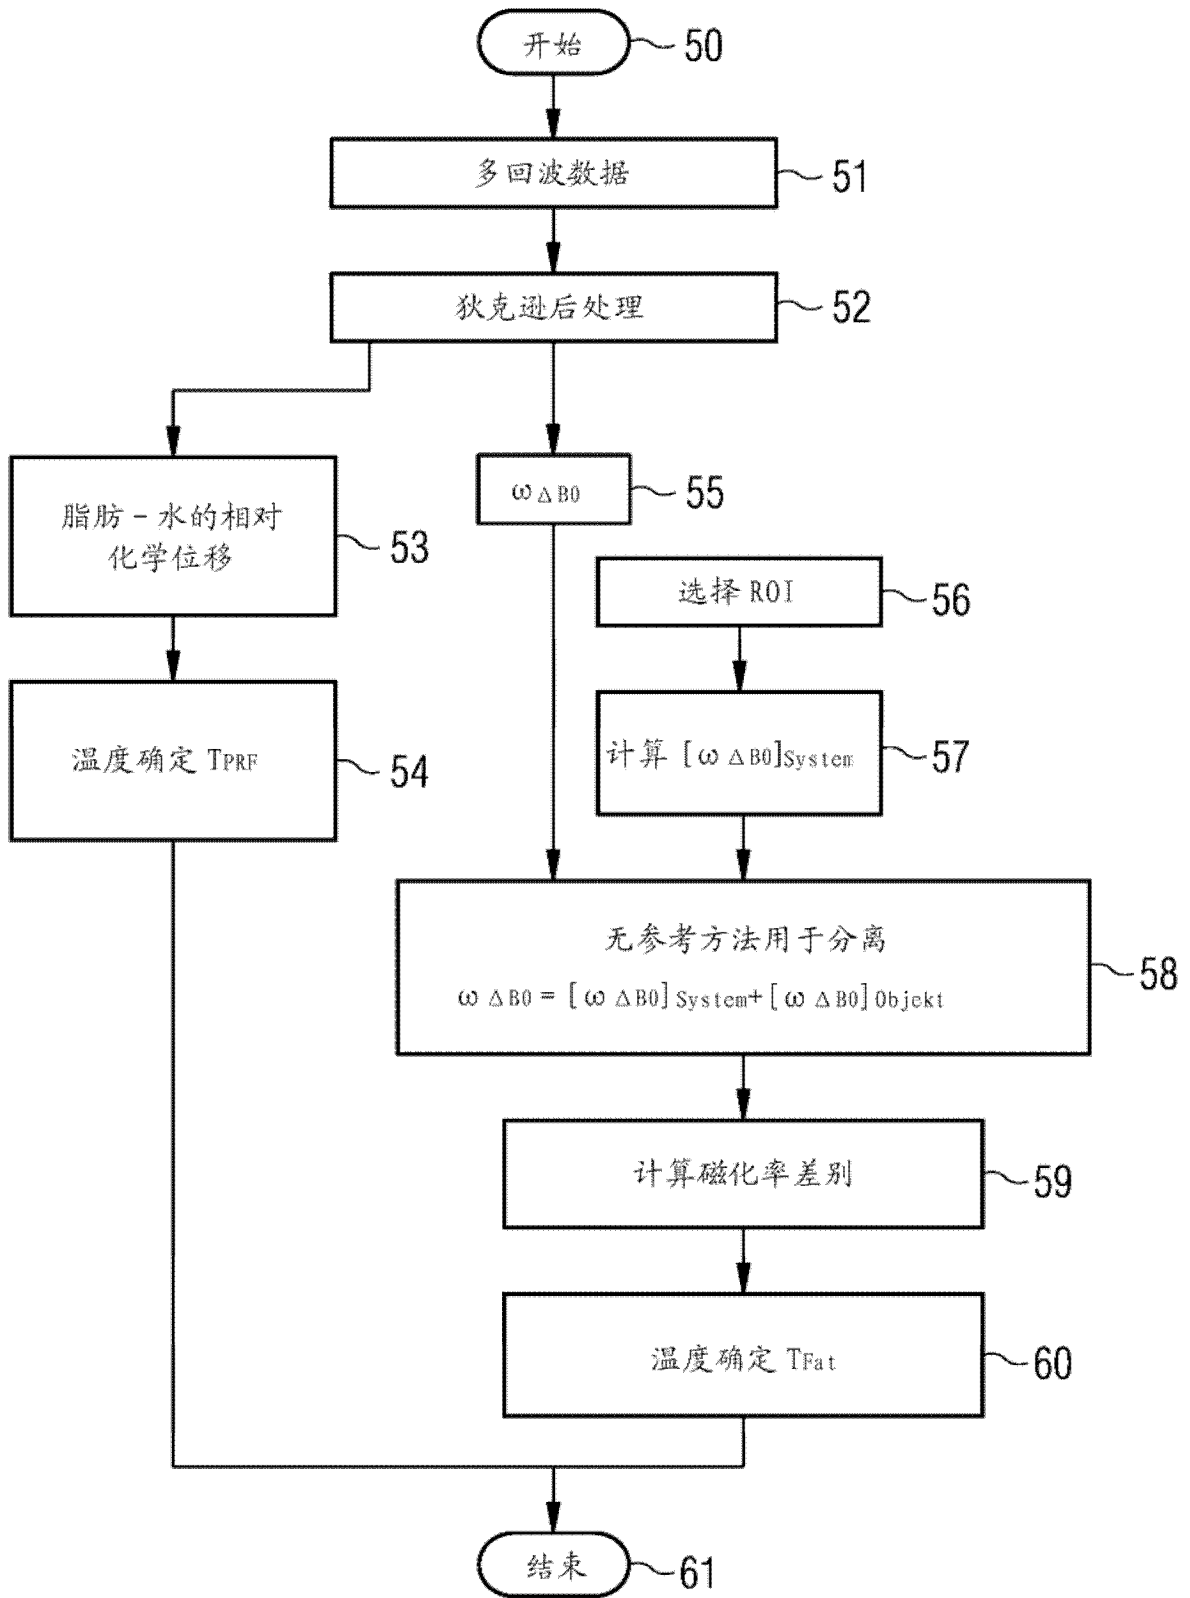 开始
50
多回波数据
51
狄克逊后处理
52
脂肪-水的相对
化学位移
53
温度确定 TPRF
54
ωΔB0
55
选择 ROI
56
计算 [ωΔB0]System
57
无参考方法用于分离
ωΔB0=[ωΔB0]System+[ωΔB0]Objekt
58
计算磁化率差别
59
温度确定 TFat
60
结束
61